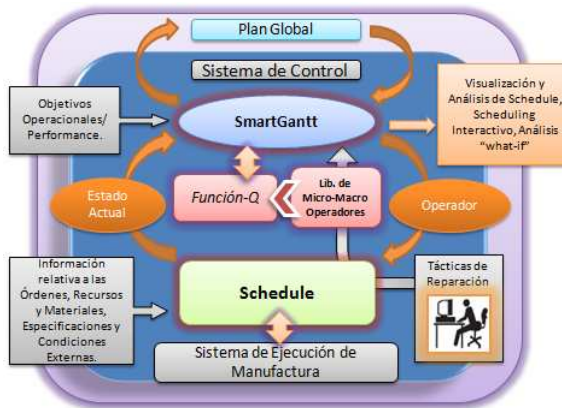 Plan Global
Sistema de Control
Objetivos
Operacionales/
Performance.
SmartGantt
Visualización y
Análisis de Schedule,
Scheduling
Interactivo, Análisis
"what-if"
Estado
Actual
Función-Q
Lib. de
Micro-Macro
Operadores
Operador
Información
relativa a las
Órdenes, Recursos
y Materiales,
Especificaciones y
Condiciones
Externas.
Schedule
Tácticas de
Reparación
Sistema de Ejecución de
Manufactura